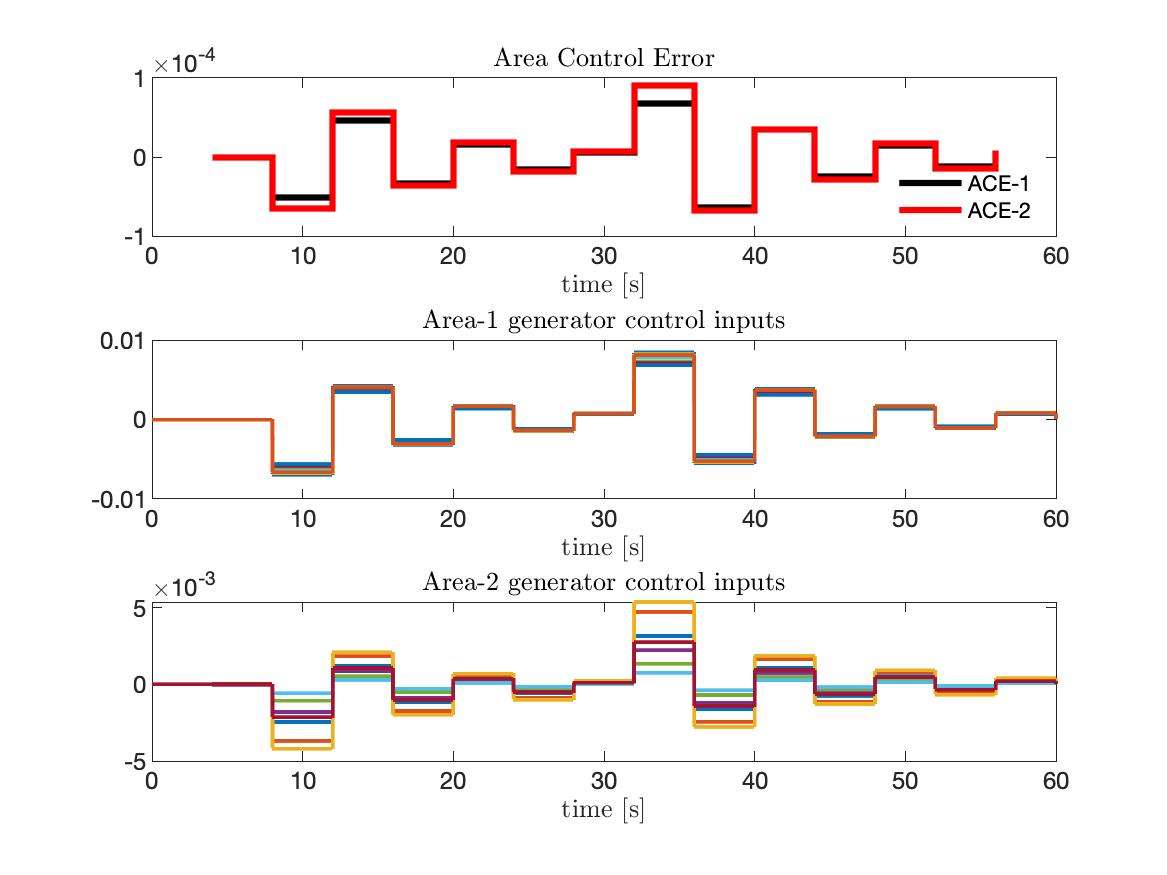 Area Control Error
×10-4
1
0
-1
ACE-1
ACE-2
0 10 20 30 40 50 60
time [s]
Area-1 generator control inputs
0.01
0
-0.01
0 10 20 30 40 50 60
time [s]
Area-2 generator control inputs
×10-3
5
0
-5
0 10 20 30 40 50 60
time [s]